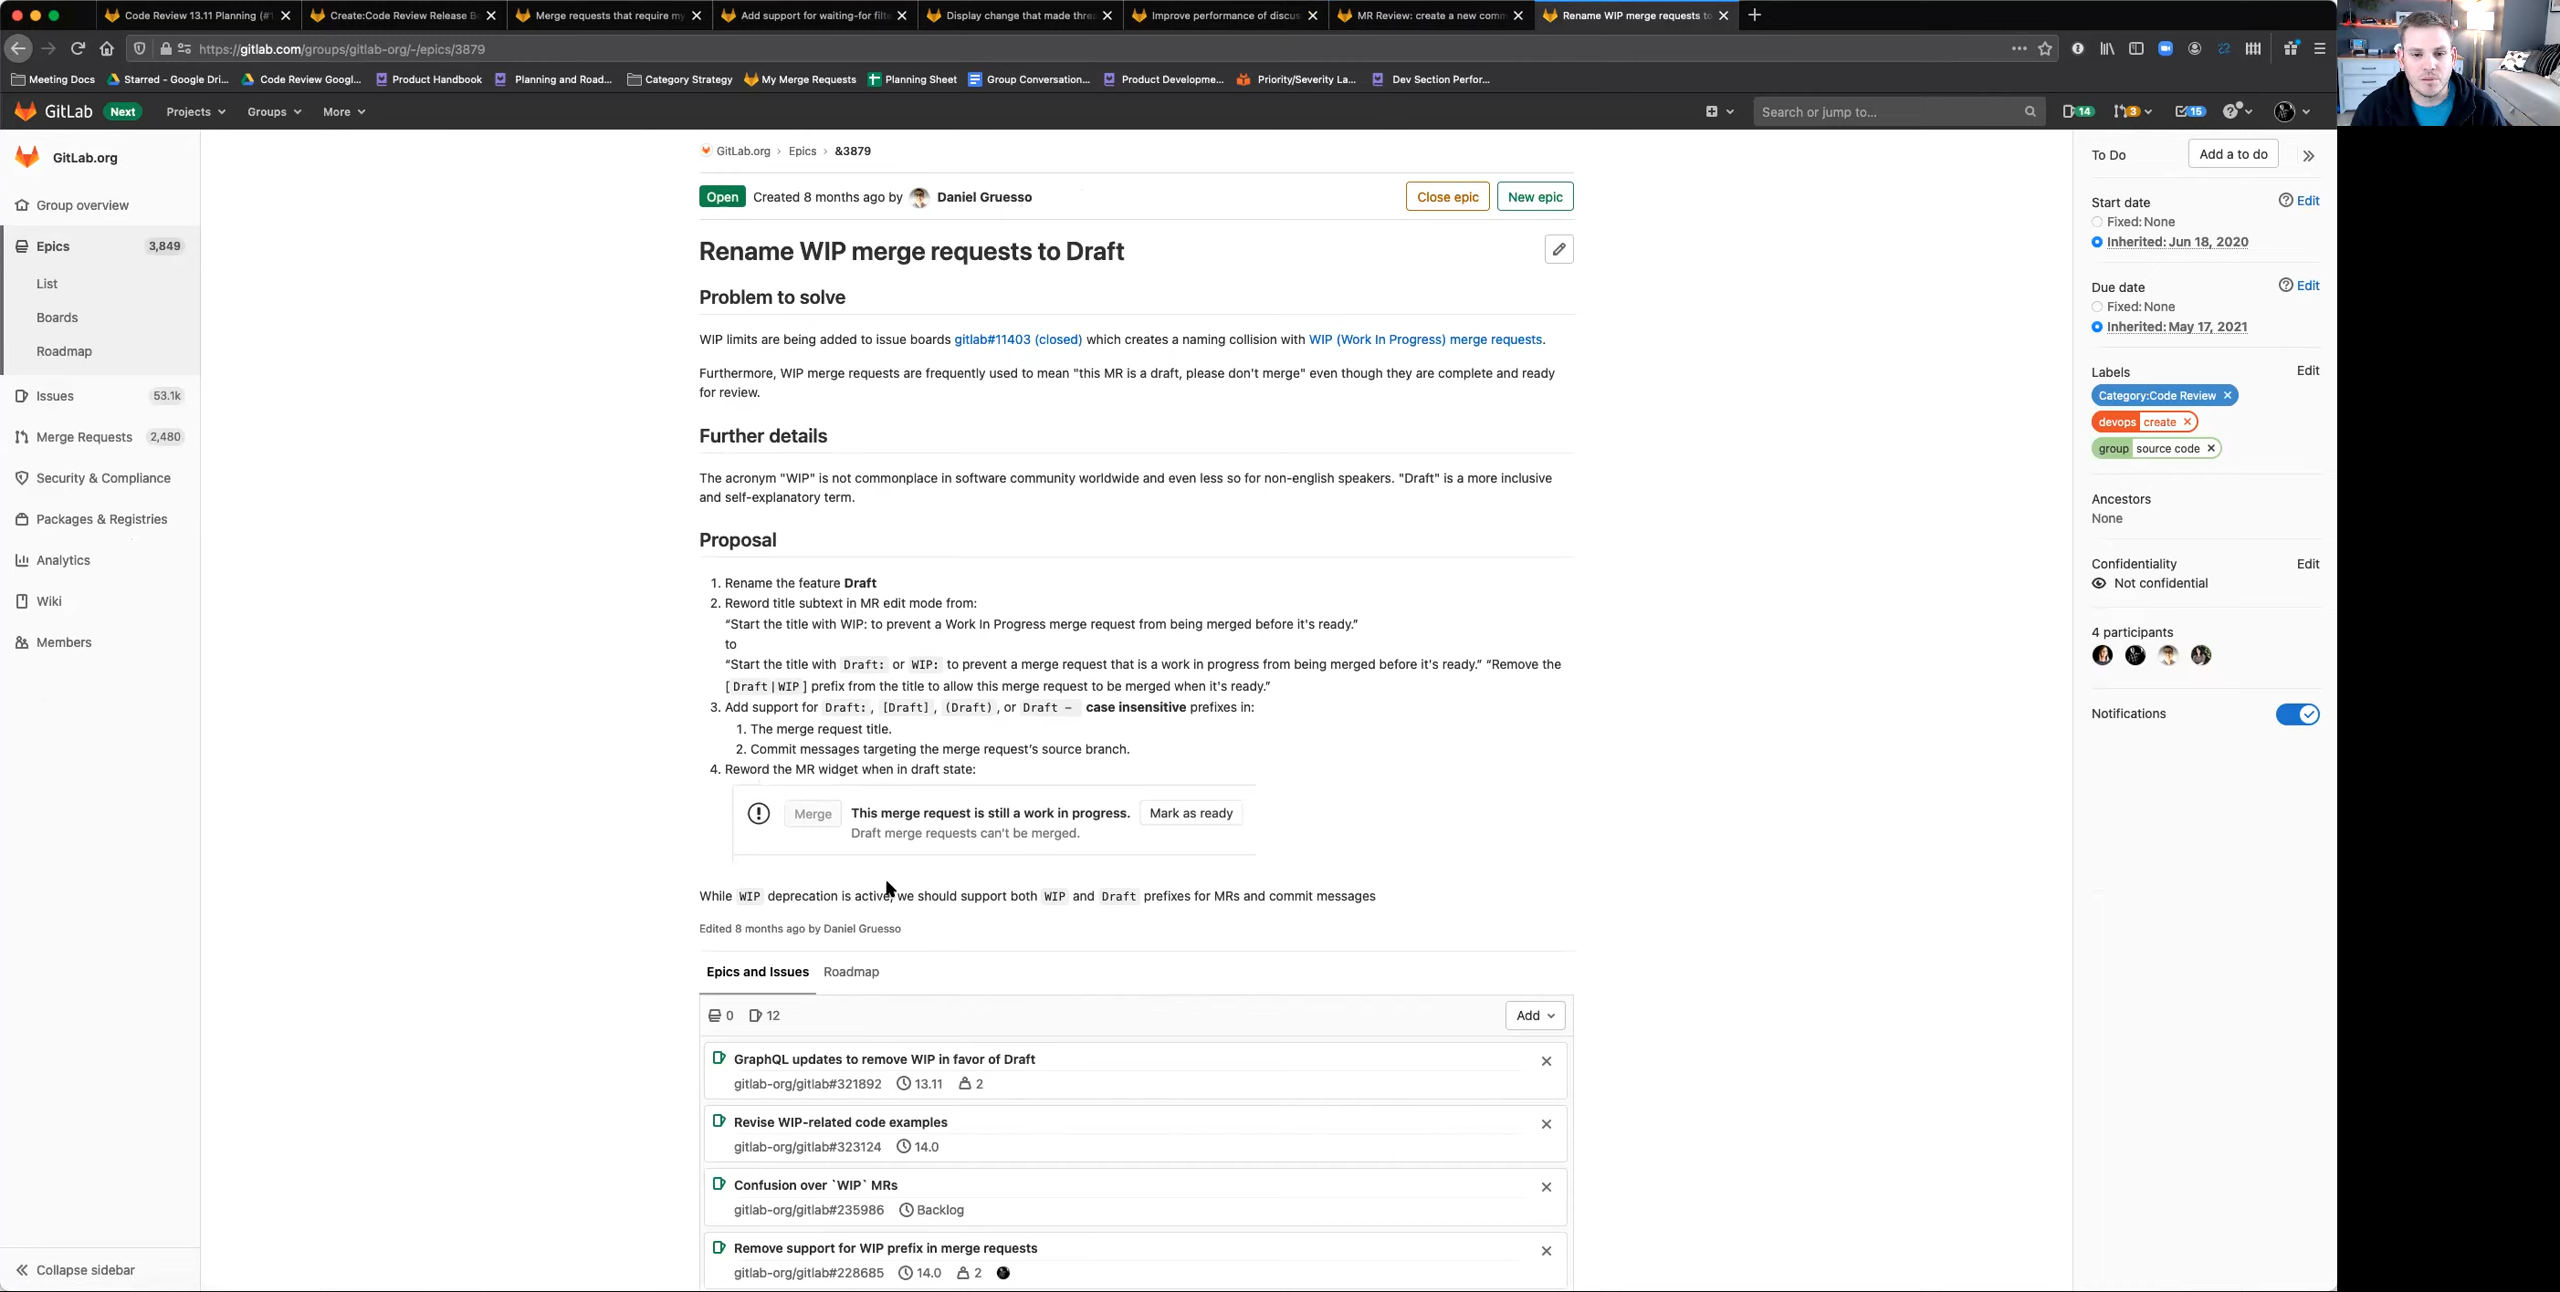 Code Review 13.11 Planning (#1
Create:Code Review Release Bo
Merge requests that require my
Add support for waiting-for filte
Display change that made threa
Improve performance of discus
MR Review: create a new comm
Rename WIP merge requests to
https://gitlab.com/groups/gitlab-org/-/epics/3879
Meeting Docs
Starred - Google Dri...
Code Review Googl...
Product Handbook
Planning and Road...
Category Strategy
My Merge Requests
Planning Sheet
Group Conversation...
Product Developme...
Priority/Severity La...
Dev Section Perfor...
GitLab Next Projects Groups More
Search or jump to...
14 3 15
GitLab.org
Group overview
Epics 3,849
List
Boards
Roadmap
Issues 53.1k
Merge Requests 2,480
Security & Compliance
Packages & Registries
Analytics
Wiki
Members
Collapse sidebar
GitLab.org › Epics › &3879
Open Created 8 months ago by Daniel Gruesso
Close epic New epic
Rename WIP merge requests to Draft
Problem to solve
WIP limits are being added to issue boards gitlab#11403 (closed) which creates a naming collision with WIP (Work In Progress) merge requests.
Furthermore, WIP merge requests are frequently used to mean "this MR is a draft, please don't merge" even though they are complete and ready
for review.
Further details
The acronym "WIP" is not commonplace in software community worldwide and even less so for non-english speakers. "Draft" is a more inclusive
and self-explanatory term.
Proposal
1. Rename the feature Draft
2. Reword title subtext in MR edit mode from:
“Start the title with WIP: to prevent a Work In Progress merge request from being merged before it's ready.”
to
“Start the title with Draft: or WIP: to prevent a merge request that is a work in progress from being merged before it's ready.” “Remove the
[Draft|WIP] prefix from the title to allow this merge request to be merged when it's ready.”
3. Add support for Draft:, [Draft], (Draft), or Draft - case insensitive prefixes in:
1. The merge request title.
2. Commit messages targeting the merge request's source branch.
4. Reword the MR widget when in draft state:
Merge This merge request is still a work in progress. Mark as ready
Draft merge requests can't be merged.
While WIP deprecation is active, we should support both WIP and Draft prefixes for MRs and commit messages
Edited 8 months ago by Daniel Gruesso
Epics and Issues Roadmap
0 12
Add
GraphQL updates to remove WIP in favor of Draft
gitlab-org/gitlab#321892 13.11 2
Revise WIP-related code examples
gitlab-org/gitlab#323124 14.0
Confusion over `WIP` MRs
gitlab-org/gitlab#235986 Backlog
Remove support for WIP prefix in merge requests
gitlab-org/gitlab#228685 14.0 2
To Do Add a to do
Start date Edit
Fixed: None
Inherited: Jun 18, 2020
Due date Edit
Fixed: None
Inherited: May 17, 2021
Labels Edit
Category:Code Review
devops create
group source code
Ancestors
None
Confidentiality Edit
Not confidential
4 participants
Notifications